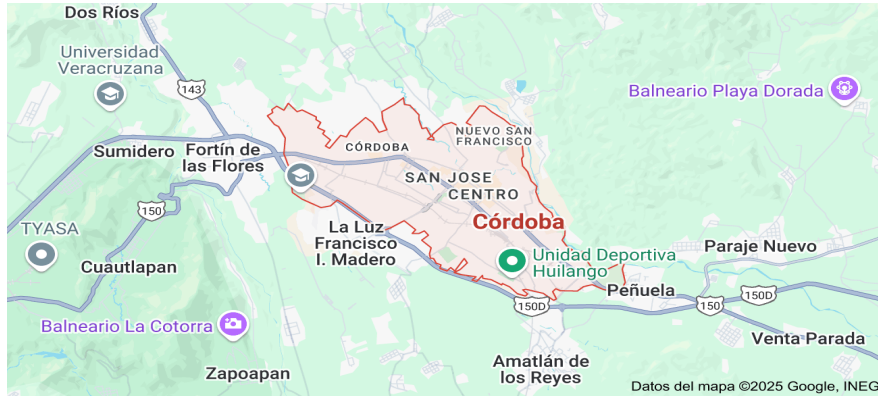 Dos Ríos
Universidad
Veracruzana
143
Balneario Playa Dorada
NUEVO SAN
FRANCISCO
CÓRDOBA
Sumidero
Fortín de
las Flores
SAN JOSE
CENTRO
150
Córdoba
TYASA
La Luz
Francisco
I. Madero
Paraje Nuevo
Unidad Deportiva
Huilango
Cuautlapan
Peñuela
150D
150
150D
Balneario La Cotorra
Venta Parada
Amatlán de
los Reyes
Zapoapan
Datos del mapa ©2025 Google, INEG